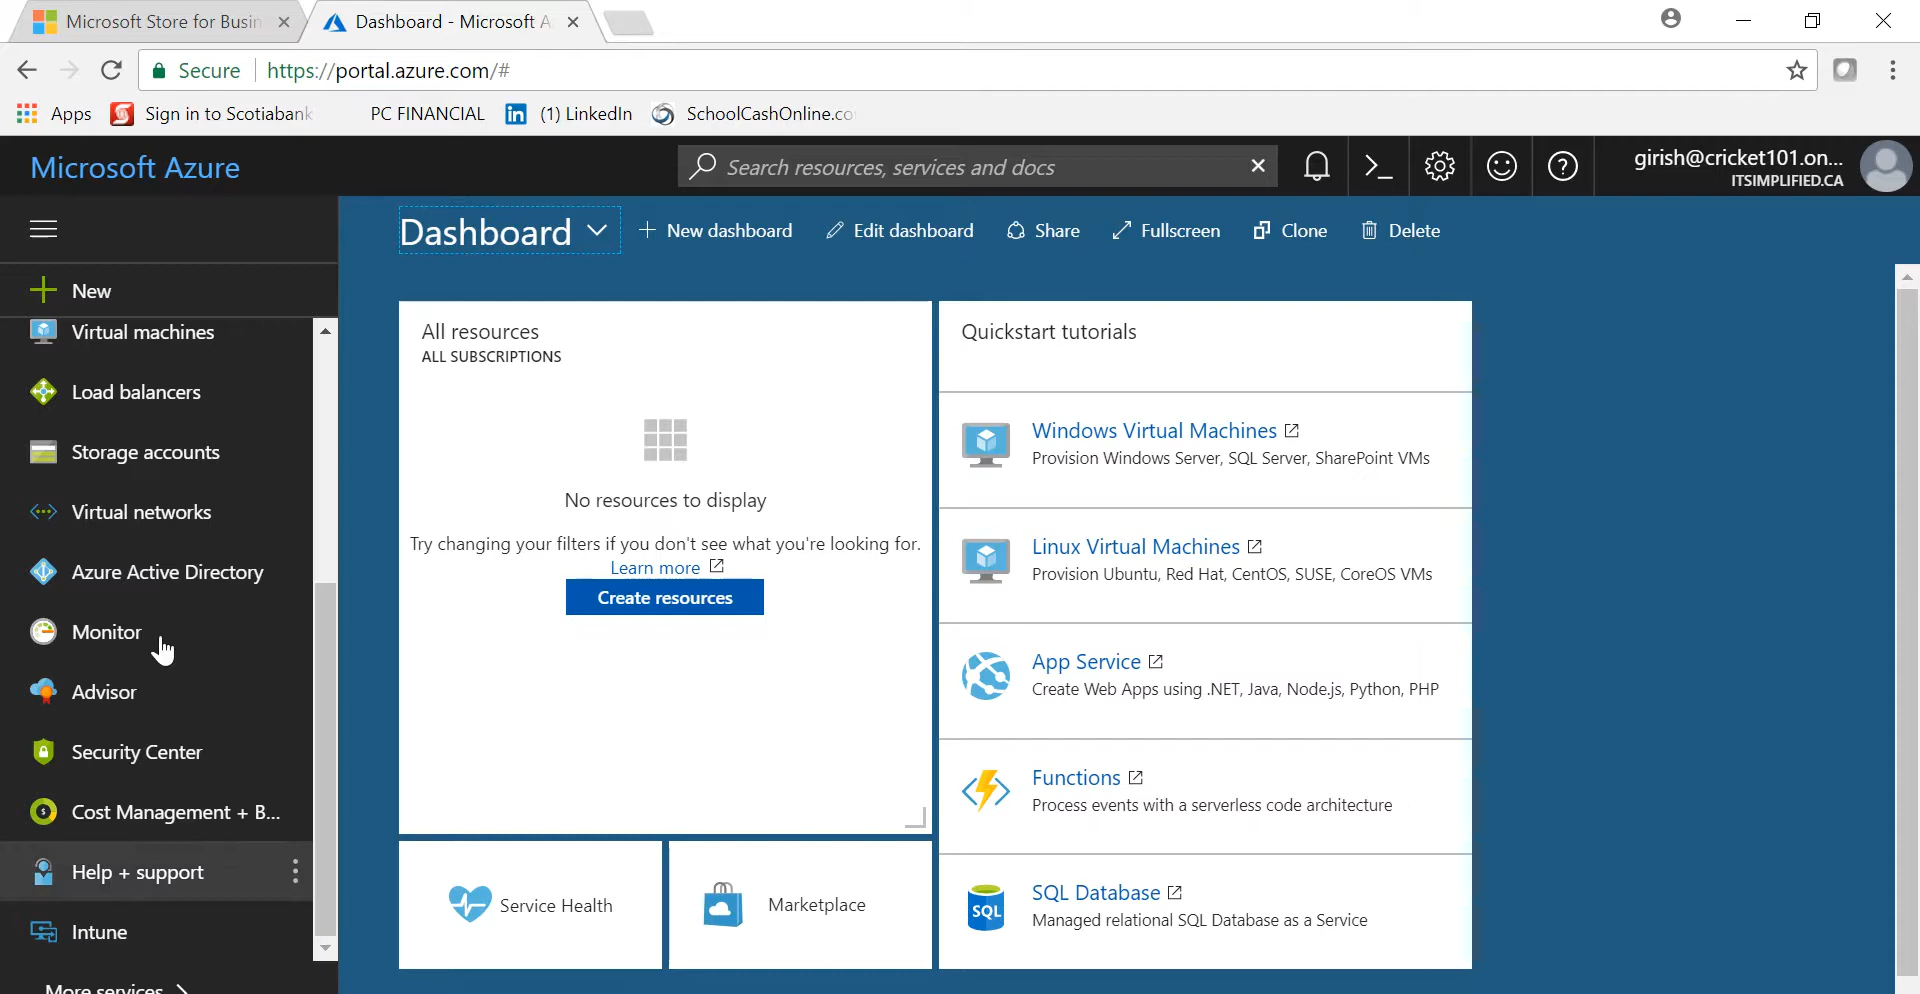 Microsoft Store for Busin
Dashboard - Microsoft A
Secure
https://portal.azure.com/#
Apps
Sign in to Scotiabank
PC FINANCIAL
(1) LinkedIn
SchoolCashOnline.co
Microsoft Azure
Search resources, services and docs
girish@cricket101.on...
ITSIMPLIFIED.CA
Dashboard
New dashboard
Edit dashboard
Share
Fullscreen
Clone
Delete
New
Virtual machines
Load balancers
Storage accounts
Virtual networks
Azure Active Directory
Monitor
Advisor
Security Center
Cost Management + B...
Help + support
Intune
More services
All resources
ALL SUBSCRIPTIONS
No resources to display
Try changing your filters if you don't see what you're looking for.
Learn more
Create resources
Service Health
Marketplace
Quickstart tutorials
Windows Virtual Machines
Provision Windows Server, SQL Server, SharePoint VMs
Linux Virtual Machines
Provision Ubuntu, Red Hat, CentOS, SUSE, CoreOS VMs
App Service
Create Web Apps using .NET, Java, Node.js, Python, PHP
Functions
Process events with a serverless code architecture
SQL
SQL Database
Managed relational SQL Database as a Service